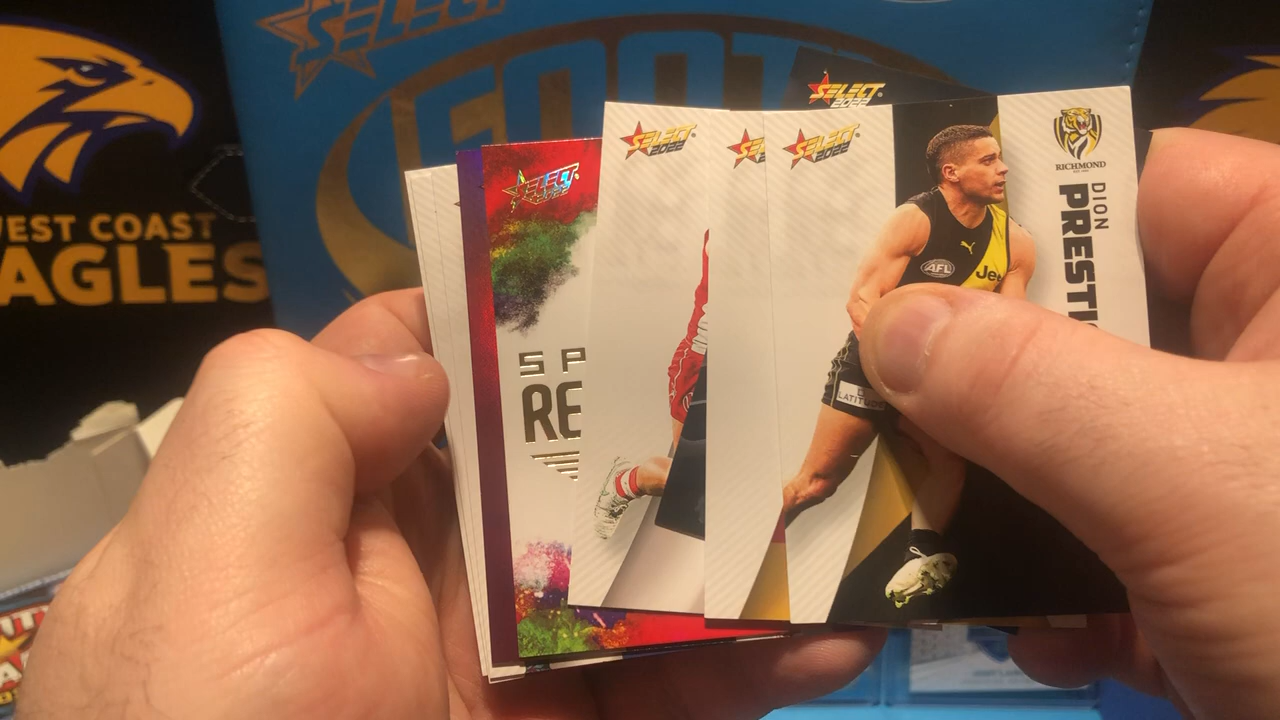 SELECT
FOOT
SELECT
2022
WEST COAST
EAGLES
SELECT
2022
SELECT
2022
SELECT
2022
RICHMOND
DION
PRESTI
AFL
Jee
LATITUDE
SP
RE